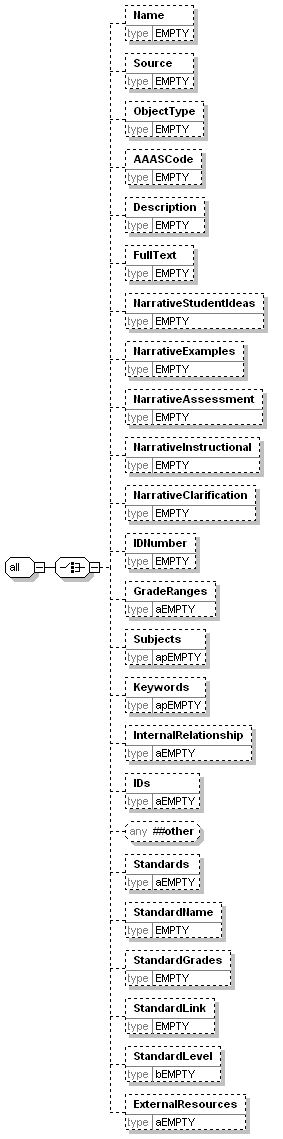 Name
type EMPTY
Source
type EMPTY
ObjectType
type EMPTY
AAASCode
type EMPTY
Description
type EMPTY
FullText
type EMPTY
NarrativeStudentIdeas
type EMPTY
NarrativeExamples
type EMPTY
NarrativeAssessment
type EMPTY
NarrativeInstructional
type EMPTY
NarrativeClarification
type EMPTY
IDNumber
type EMPTY
all
GradeRanges
type aEMPTY
Subjects
type apEMPTY
Keywords
type apEMPTY
InternalRelationship
type aEMPTY
IDs
type aEMPTY
any ##other
Standards
type aEMPTY
StandardName
type EMPTY
StandardGrades
type EMPTY
StandardLink
type EMPTY
StandardLevel
type bEMPTY
ExternalResources
type aEMPTY